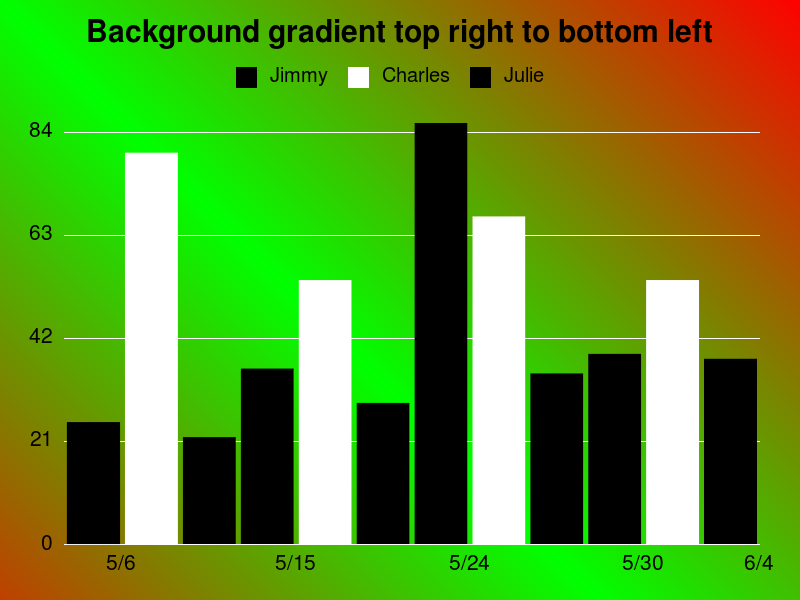 Background gradient top right to bottom left
Jimmy Charles Julie
84
63
42
21
0
5/6 5/15 5/24 5/30 6/4